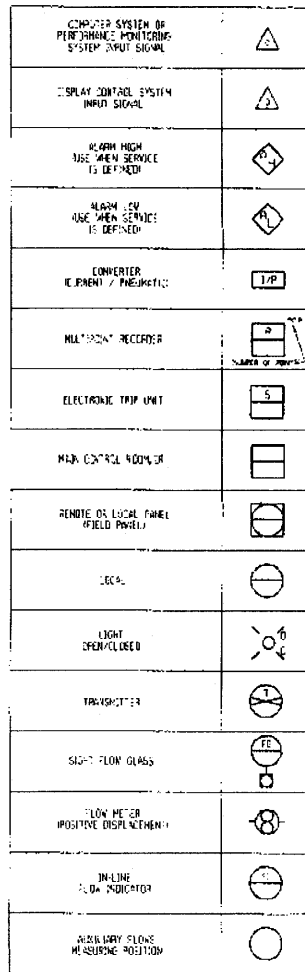 COMPUTER SYSTEM OR
PERFORMANCE MONITORING
SYSTEM INPUT SIGNAL
C
DISPLAY CONTROL SYSTEM
INPUT SIGNAL
D
ALARM HIGH
(USE WHEN SERVICE
IS DEFINED)
ALARM LOW
(USE WHEN SERVICE
IS DEFINED)
AL
CONVERTER
(CURRENT / PNEUMATIC)
I/P
MULTIPOINT RECORDER
R
NUMBER OF POINTS
ELECTRONIC TRIP UNIT
S
MAIN CONTROL ROOM
REMOTE OR LOCAL PANEL
(FIELD PANEL)
LOCAL
LIGHT
OPEN/CLOSED
O
C
TRANSMITTER
T
SIGHT FLOW GLASS
FG
FLOW METER
(POSITIVE DISPLACEMENT)
IN-LINE
FLOW INDICATOR
AUXILIARY FLOWS
MEASURING POSITION